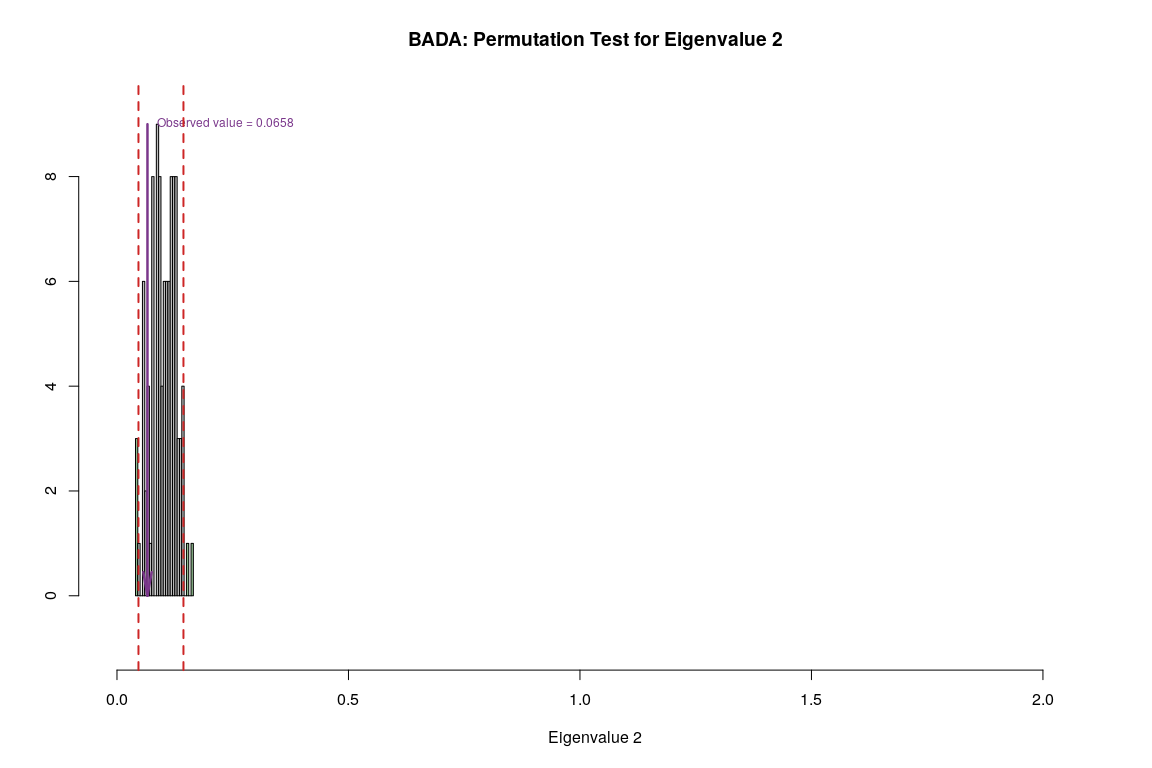 BADA: Permutation Test for Eigenvalue 2
Observed value = 0.0658
8
6
4
2
0
0.0 0.5 1.0 1.5 2.0
Eigenvalue 2